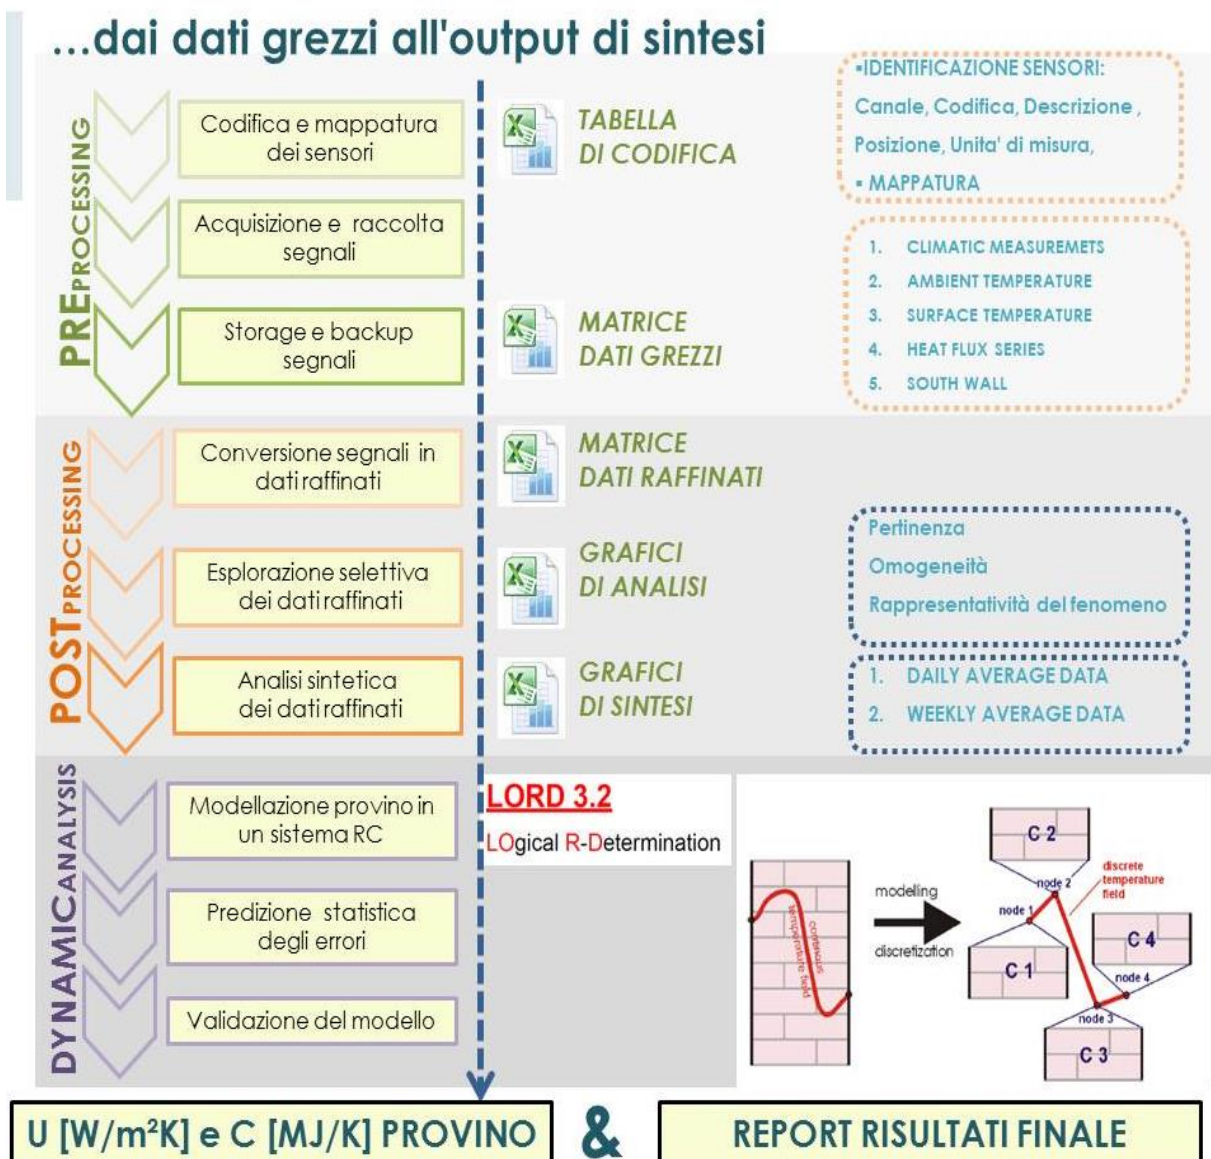 ...dai dati grezzi all'output di sintesi
PREPROCESSING
Codifica e mappatura
dei sensori
TABELLA
DI CODIFICA
▪IDENTIFICAZIONE SENSORI:
Canale, Codifica, Descrizione ,
Posizione, Unita' di misura,
▪ MAPPATURA
Acquisizione e raccolta
segnali
Storage e backup
segnali
MATRICE
DATI GREZZI
1. CLIMATIC MEASUREMETS
2. AMBIENT TEMPERATURE
3. SURFACE TEMPERATURE
4. HEAT FLUX SERIES
5. SOUTH WALL
POSTPROCESSING
Conversione segnali in
dati raffinati
MATRICE
DATI RAFFINATI
Esplorazione selettiva
dei dati raffinati
GRAFICI
DI ANALISI
Pertinenza
Omogeneità
Rappresentatività del fenomeno
Analisi sintetica
dei dati raffinati
GRAFICI
DI SINTESI
1. DAILY AVERAGE DATA
2. WEEKLY AVERAGE DATA
DYNAMICANALYSIS
Modellazione provino in
un sistema RC
Predizione statistica
degli errori
Validazione del modello
LORD 3.2
LOgical R-Determination
continuous
temperature field
modelling
discretization
C 2
node 2
discrete
temperature
field
node 1
C 1
C 4
node 4
node 3
C 3
U [W/m²K] e C [MJ/K] PROVINO
&
REPORT RISULTATI FINALE